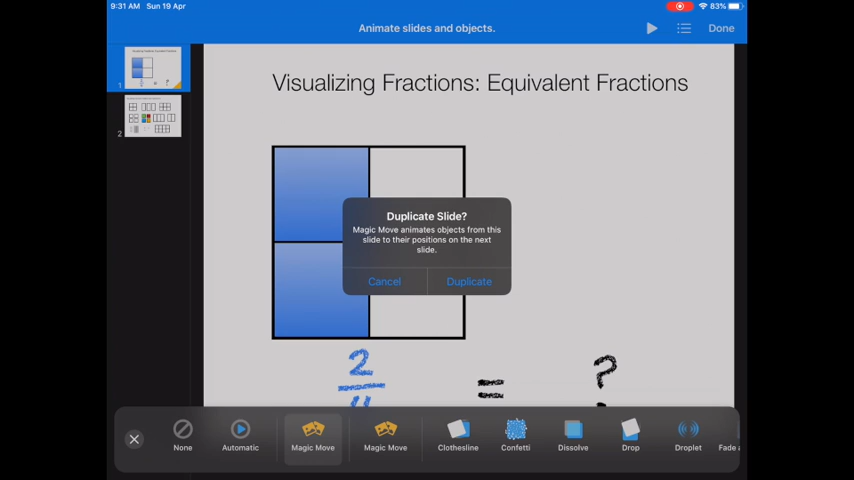 9:31 AM Sun 19 Apr
83%
Animate slides and objects.
Done
1
2
Visualizing Fractions: Equivalent Fractions
Duplicate Slide?
Magic Move animates objects from this
slide to their positions on the next
slide.
Cancel Duplicate
2
= ?
None Automatic Magic Move Magic Move Clothesline Confetti Dissolve Drop Droplet Fade